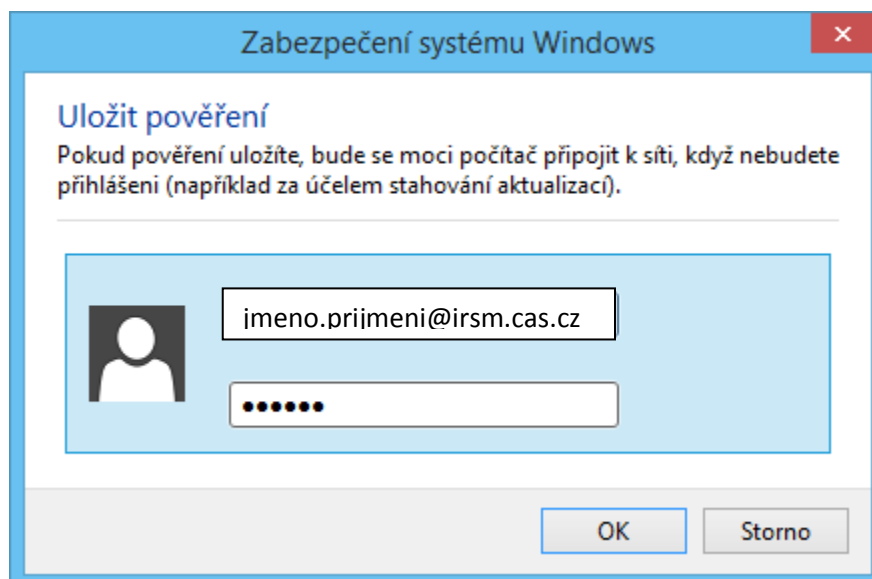 Zabezpečení systému Windows
Uložit pověření
Pokud pověření uložíte, bude se moci počítač připojit k síti, když nebudete
přihlášeni (například za účelem stahování aktualizací).
jmeno.prijmeni@irsm.cas.cz
••••••
OK
Storno